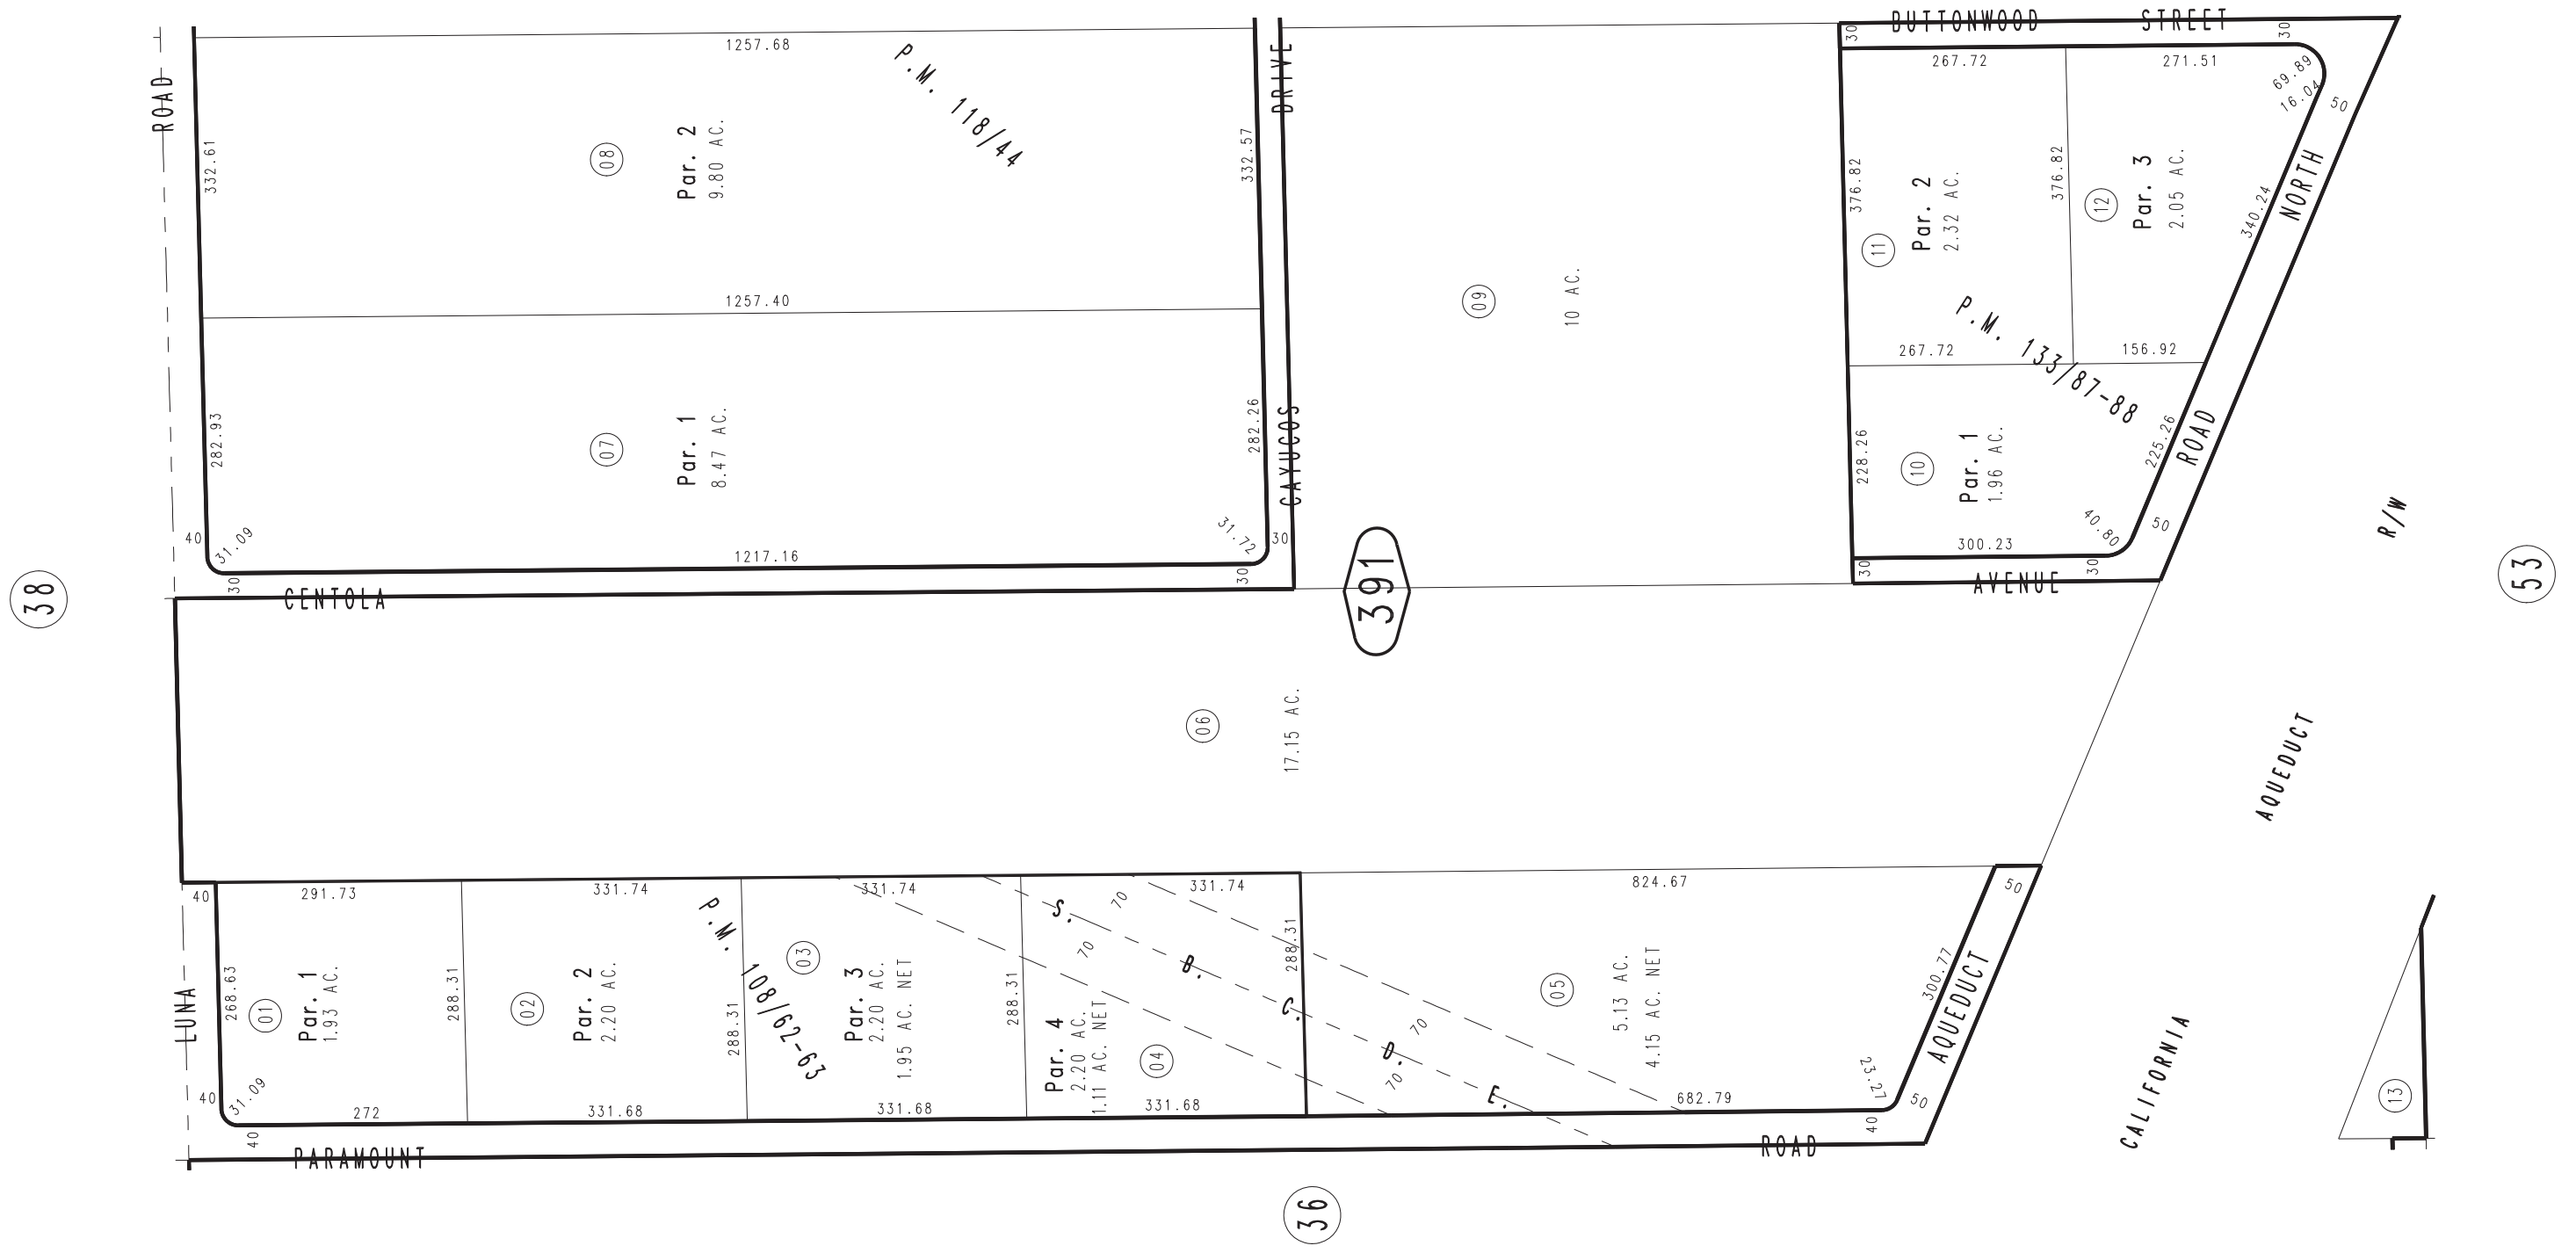 BUTTONWOOD STREET
ROAD
1257.68
P.M. 118/44
DRIVE
30
30
267.72
271.51
69.89
16.04
50
332.61
08
Par. 2
9.80 AC.
332.57
376.82
376.82
11
Par. 2
2.32 AC.
12
Par. 3
2.05 AC.
340.24
NORTH
09
10 AC.
1257.40
P.M. 133/87-88
267.72
156.92
282.93
07
Par. 1
8.47 AC.
282.26
CAYUCOS
228.26
10
Par. 1
1.96 AC.
225.26
ROAD
R/W
40
31.09
1217.16
31.72
30
300.23
40.80
50
30
30
30
30
CENTOLA
AVENUE
38
391
53
06
17.15 AC.
AQUEDUCT
40
291.73
331.74
331.74
331.74
824.67
50
P.M. 108/62-63
S. B. C. D. E.
70
70
70
70
LUNA
268.63
01
Par. 1
1.93 AC.
288.31
02
Par. 2
2.20 AC.
288.31
03
Par. 3
2.20 AC.
1.95 AC. NET
288.31
Par. 4
2.20 AC.
1.11 AC. NET
04
288.31
05
5.13 AC.
4.15 AC. NET
300.77
AQUEDUCT
CALIFORNIA
13
40
31.09
272
331.68
331.68
331.68
682.79
23.27
50
40
40
PARAMOUNT
ROAD
36